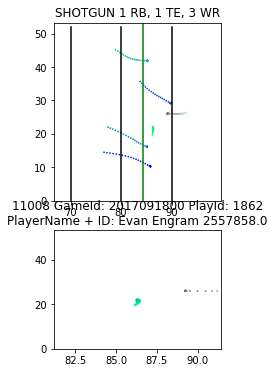 SHOTGUN 1 RB, 1 TE, 3 WR
50
40
30
20
10
0
70 80 90
11008 GameId: 2017091800 PlayId: 1862
PlayerName + ID: Evan Engram 2557858.0
40
20
0
82.5 85.0 87.5 90.0